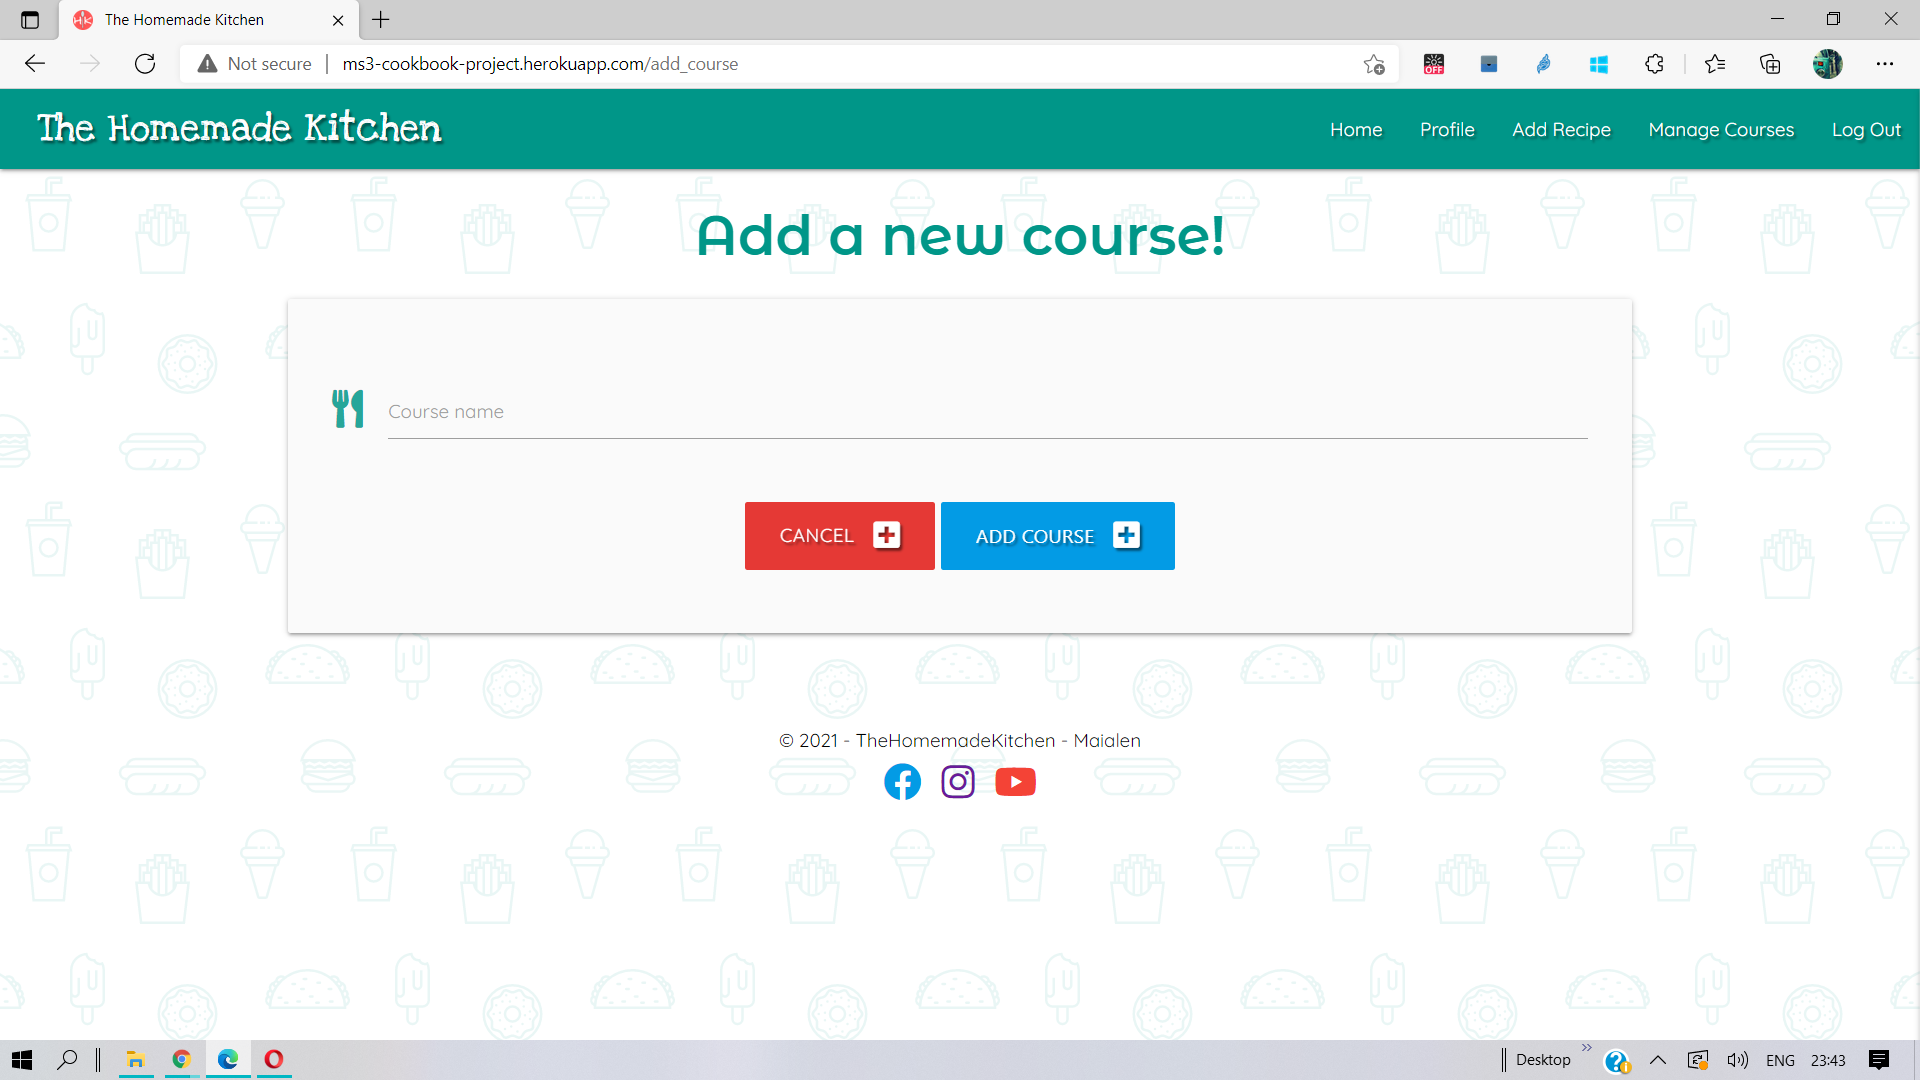 The Homemade Kitchen
Not secure
ms3-cookbook-project.herokuapp.com/add_course
OFF
The Homemade Kitchen
Home
Profile
Add Recipe
Manage Courses
Log Out
Add a new course!
Course name
CANCEL
ADD COURSE
© 2021 - TheHomemadeKitchen - Maialen
Desktop
ENG
23:43